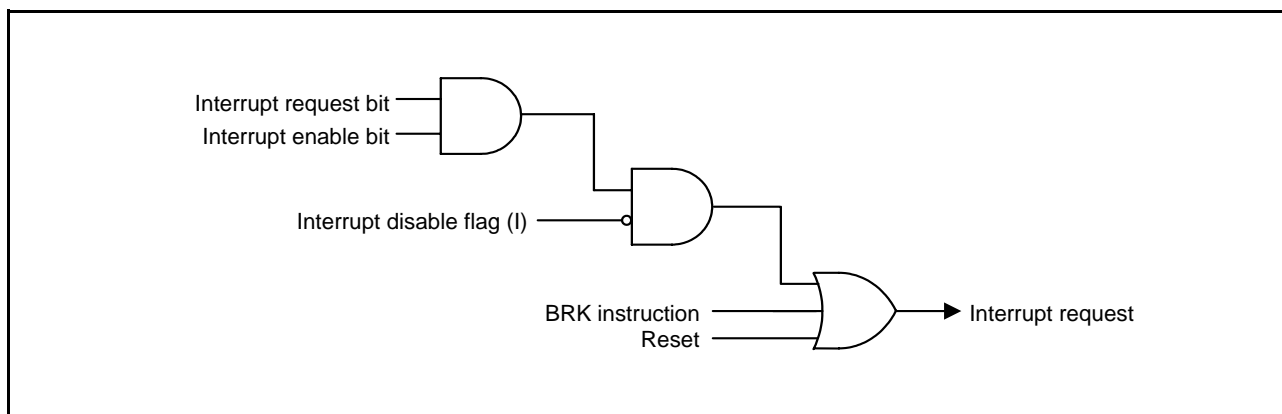 Interrupt request bit
Interrupt enable bit
Interrupt disable flag (I)
BRK instruction
Reset
Interrupt request